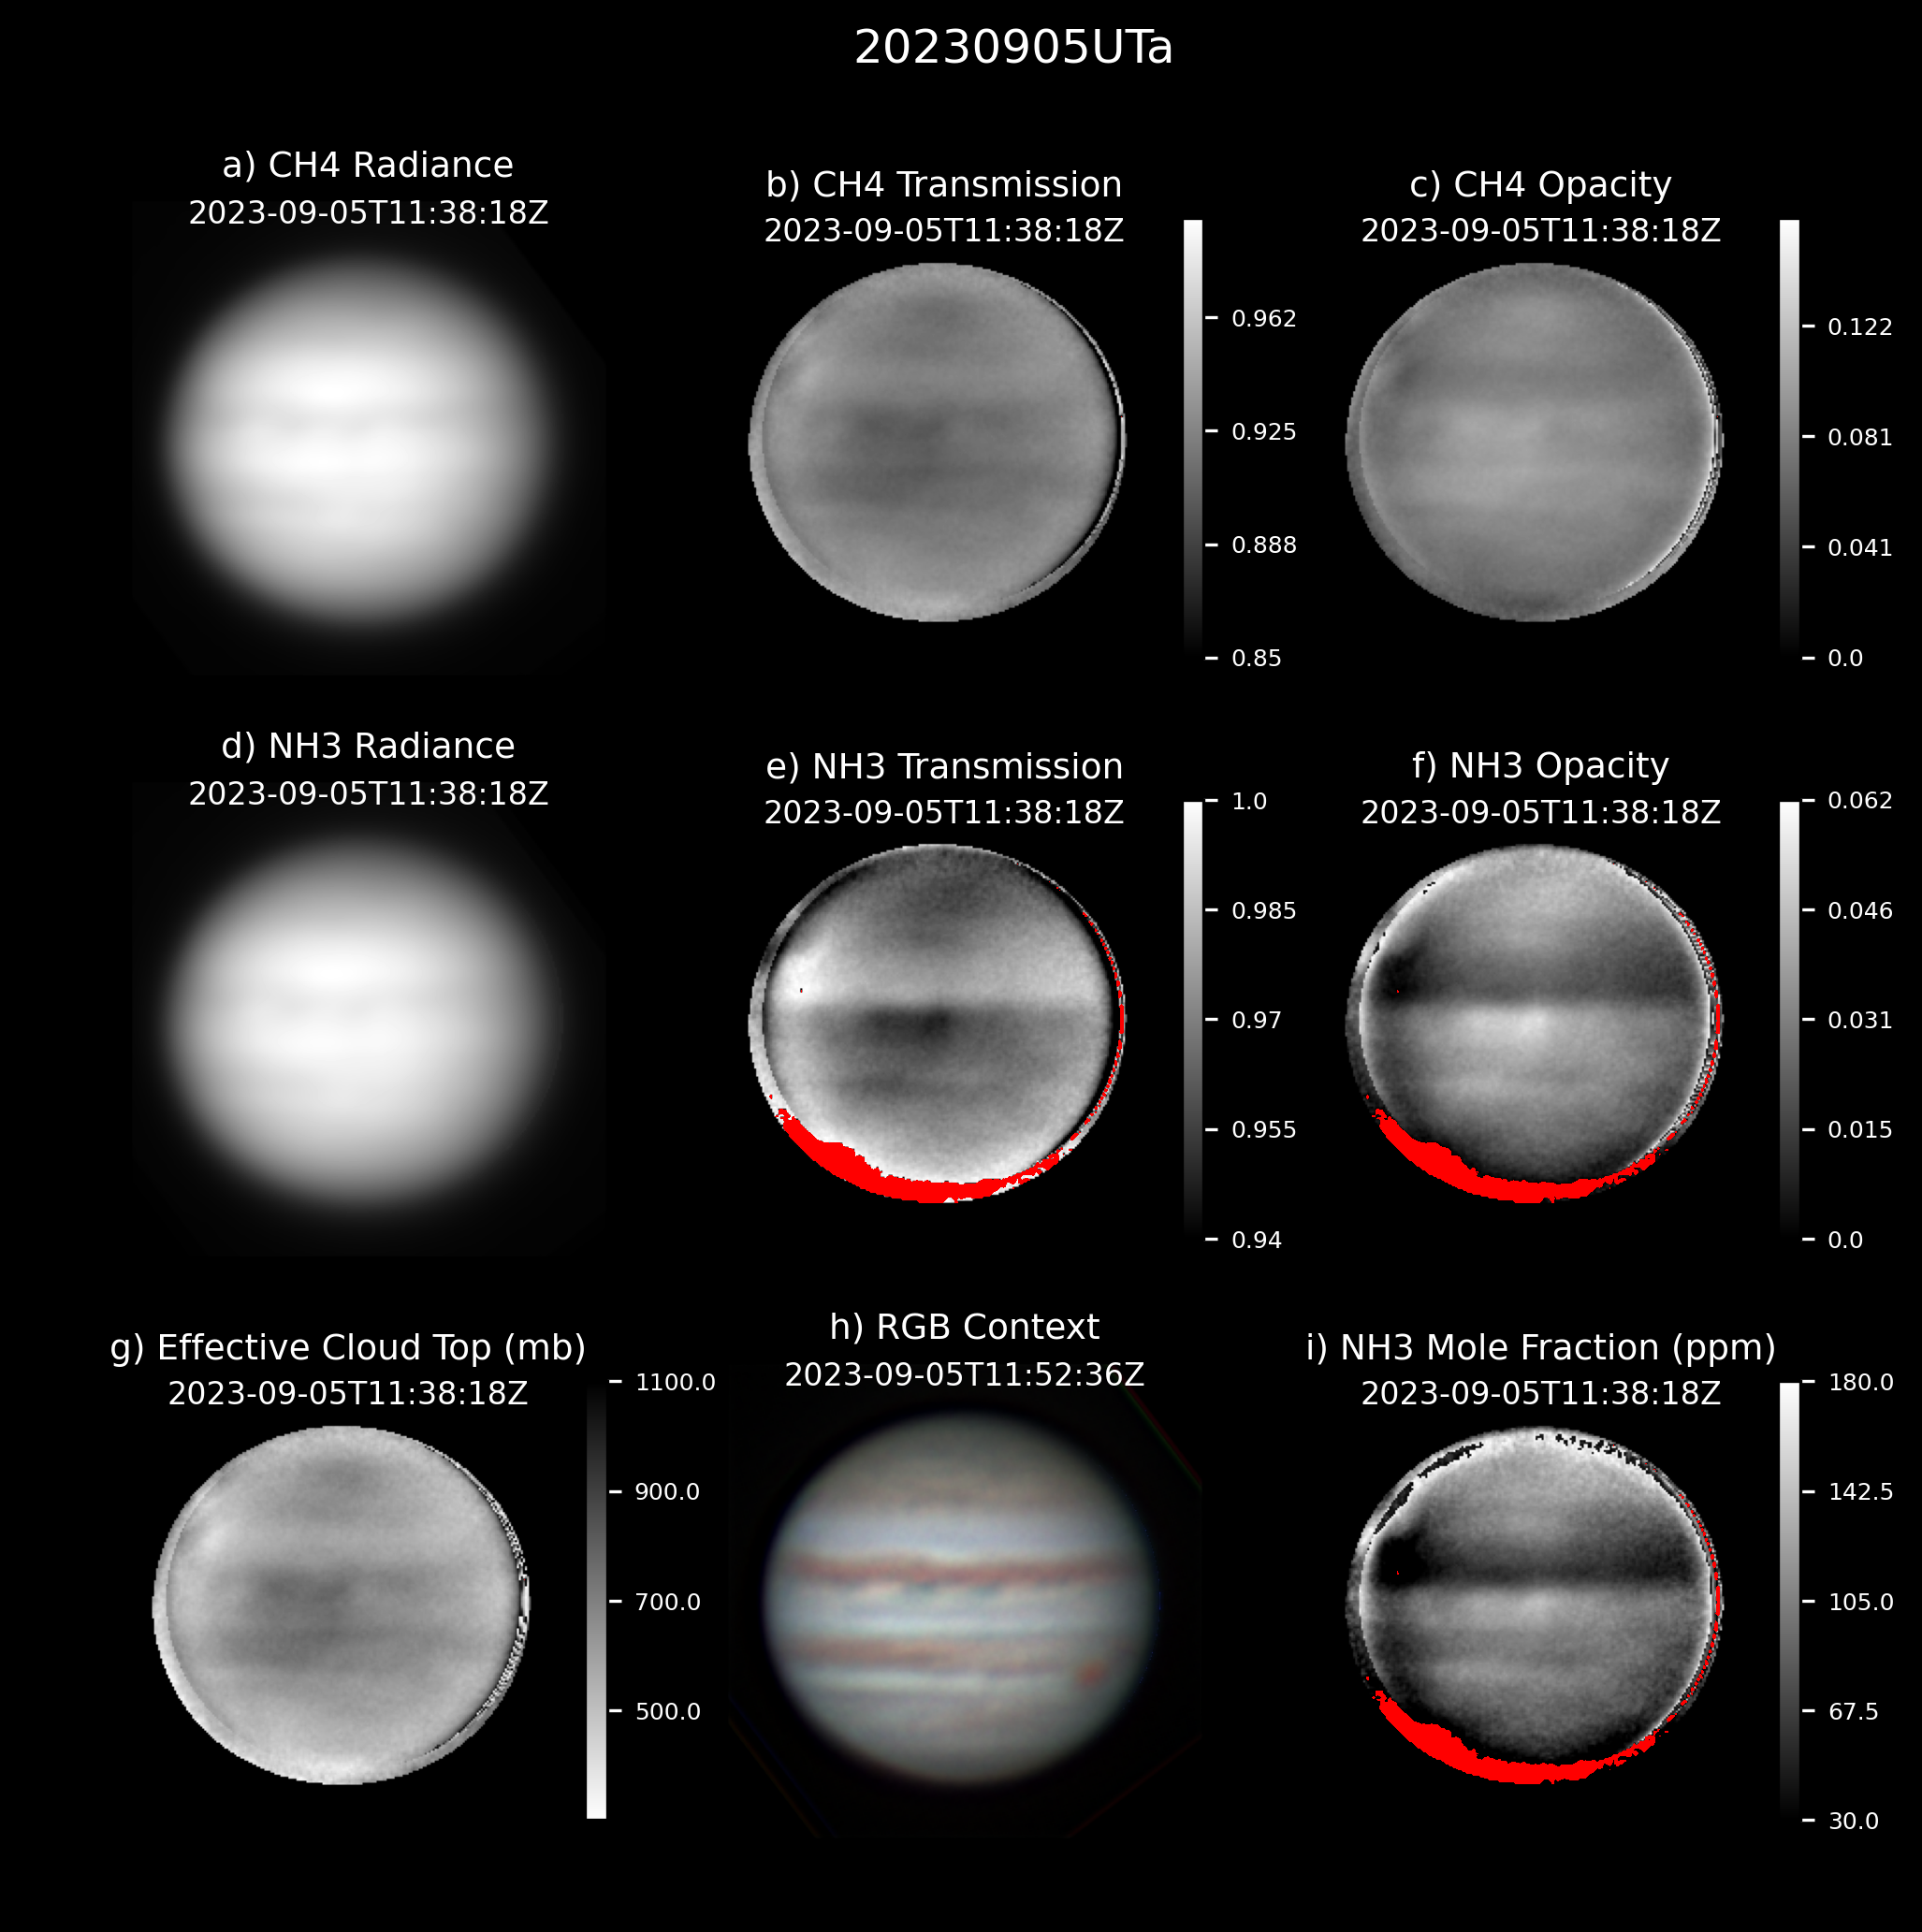 20230905UTa
a) CH4 Radiance
2023-09-05T11:38:18Z
b) CH4 Transmission
2023-09-05T11:38:18Z
0.962
0.925
0.888
0.85
c) CH4 Opacity
2023-09-05T11:38:18Z
0.122
0.081
0.041
0.0
d) NH3 Radiance
2023-09-05T11:38:18Z
e) NH3 Transmission
2023-09-05T11:38:18Z
1.0
0.985
0.97
0.955
0.94
f) NH3 Opacity
2023-09-05T11:38:18Z
0.062
0.046
0.031
0.015
0.0
g) Effective Cloud Top (mb)
2023-09-05T11:38:18Z
1100.0
900.0
700.0
500.0
h) RGB Context
2023-09-05T11:52:36Z
i) NH3 Mole Fraction (ppm)
2023-09-05T11:38:18Z
180.0
142.5
105.0
67.5
30.0